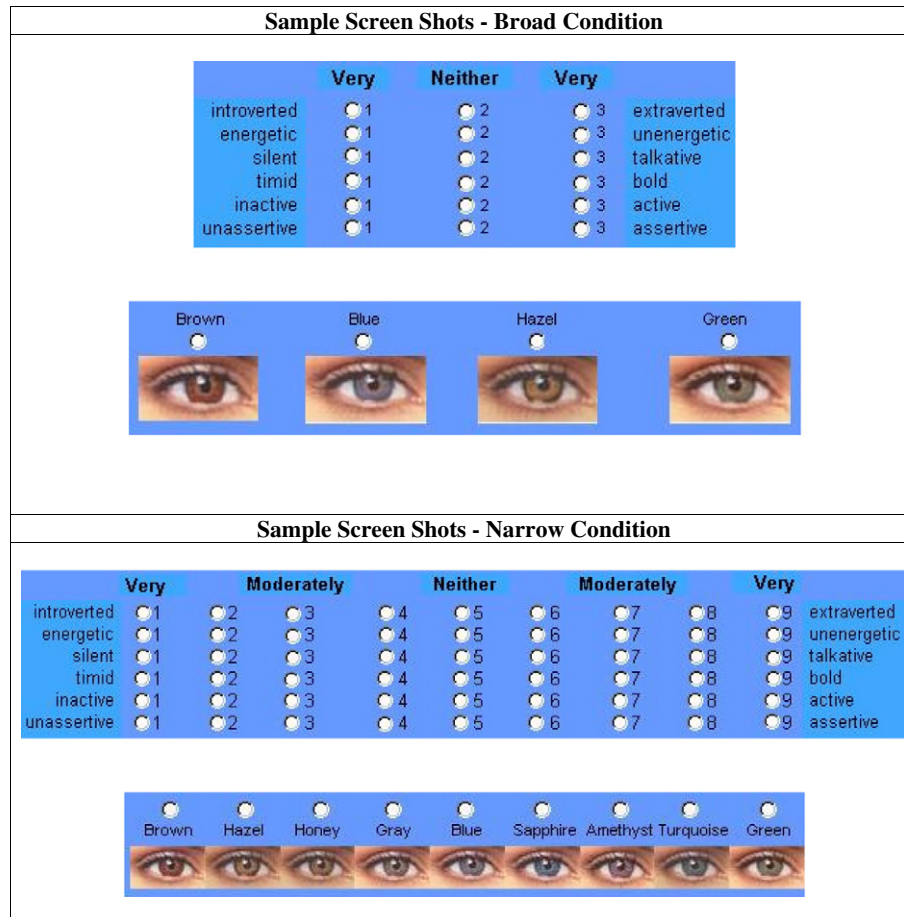 Sample Screen Shots - Broad Condition
Very Neither Very
introverted 1 2 3 extraverted
energetic 1 2 3 unenergetic
silent 1 2 3 talkative
timid 1 2 3 bold
inactive 1 2 3 active
unassertive 1 2 3 assertive
Brown Blue Hazel Green
Sample Screen Shots - Narrow Condition
Very Moderately Neither Moderately Very
introverted 1 2 3 4 5 6 7 8 9 extraverted
energetic 1 2 3 4 5 6 7 8 9 unenergetic
silent 1 2 3 4 5 6 7 8 9 talkative
timid 1 2 3 4 5 6 7 8 9 bold
inactive 1 2 3 4 5 6 7 8 9 active
unassertive 1 2 3 4 5 6 7 8 9 assertive
Brown Hazel Honey Gray Blue Sapphire Amethyst Turquoise Green